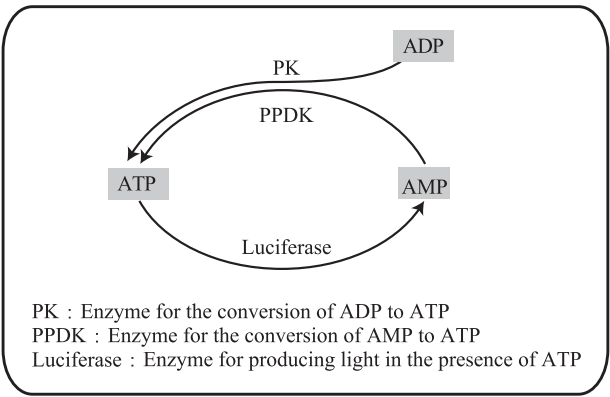 ADP
PK
PPDK
ATP
AMP
Luciferase
PK : Enzyme for the conversion of ADP to ATP
PPDK : Enzyme for the conversion of AMP to ATP
Luciferase : Enzyme for producing light in the presence of ATP